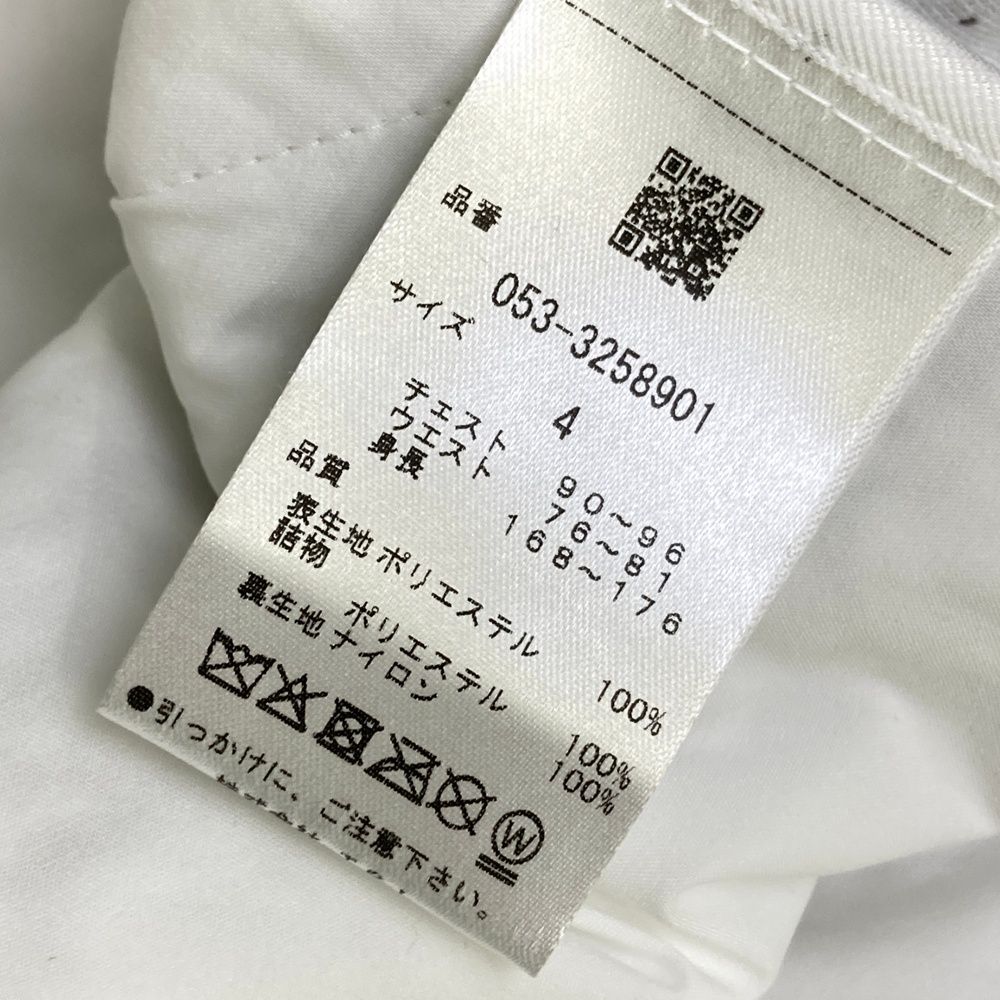 品番
053-3258901
サイズ
4
チェスト 90~96
ウエスト 76~81
身長 168~176
品質
表生地 ポリエステル 100%
詰物 ポリエステル 100%
裏生地 ナイロン 100%
W
●引っかけに、ご注意下さい。